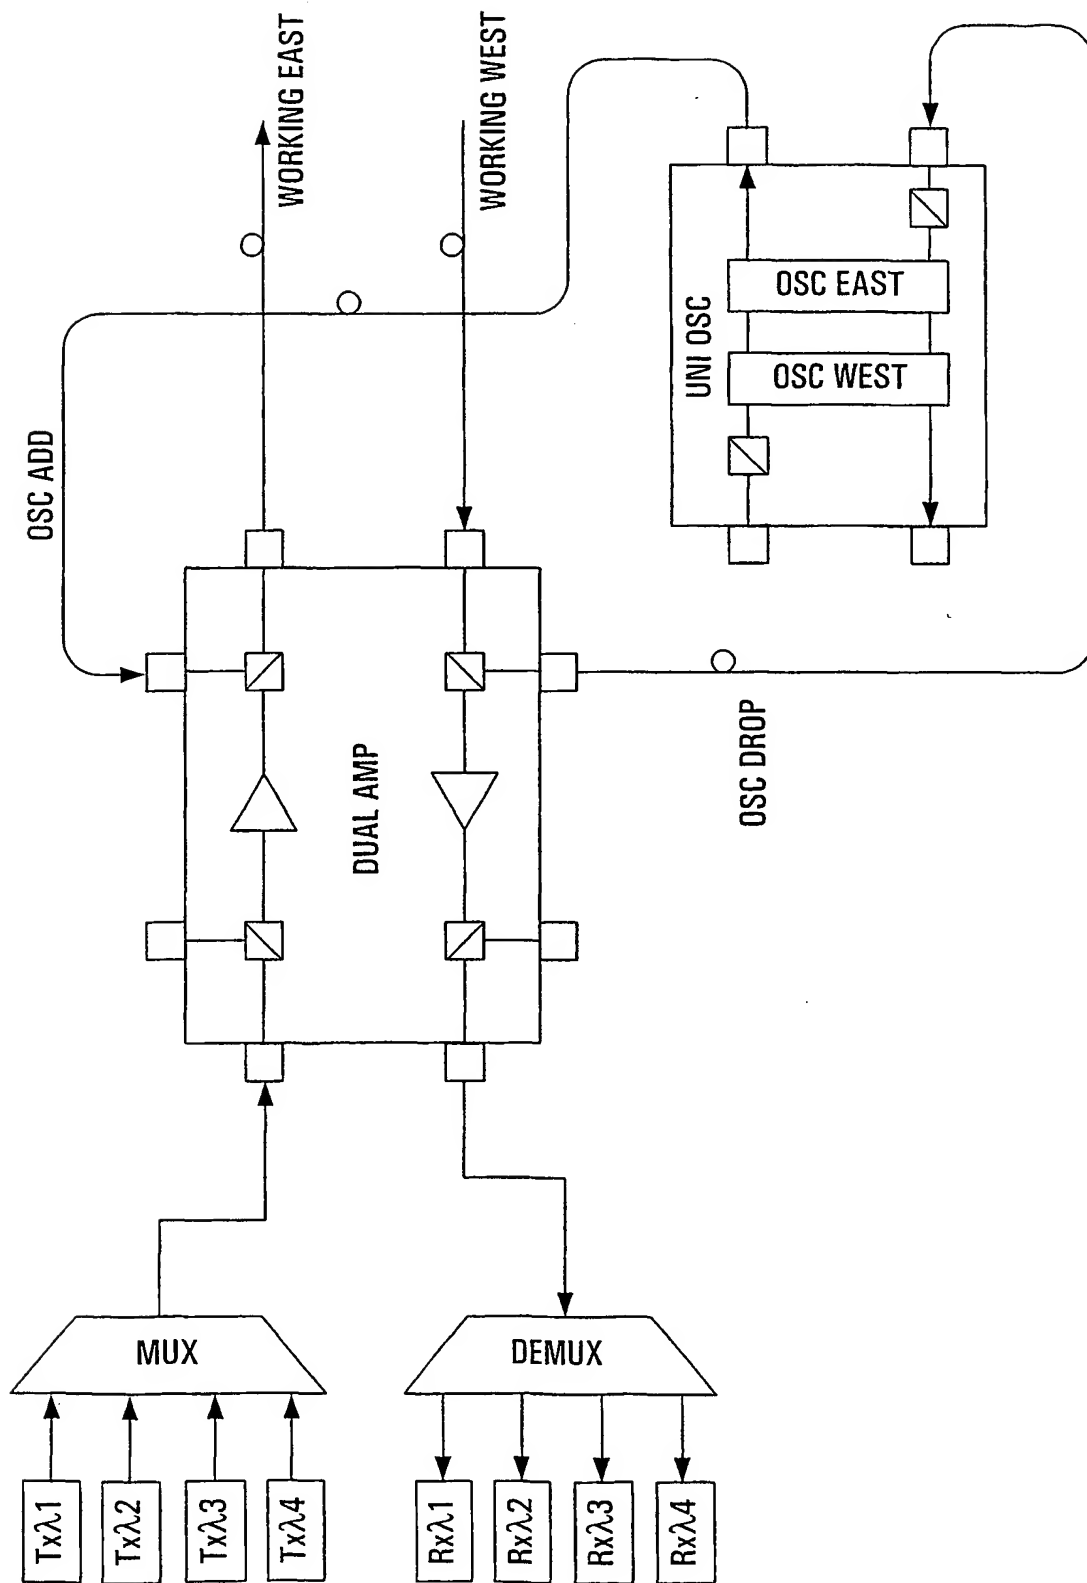 OSC ADD
WORKING EAST
WORKING WEST
UNI OSC
OSC EAST
OSC WEST
DUAL AMP
OSC DROP
MUX
DEMUX
Txλ1
Txλ2
Txλ3
Txλ4
Rxλ1
Rxλ2
Rxλ3
Rxλ4